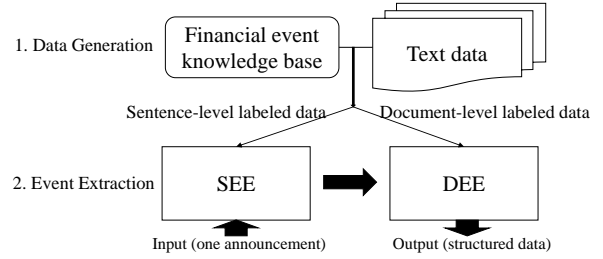 1. Data Generation
Financial event
knowledge base
Text data
Sentence-level labeled data
Document-level labeled data
2. Event Extraction
SEE
DEE
Input (one announcement)
Output (structured data)